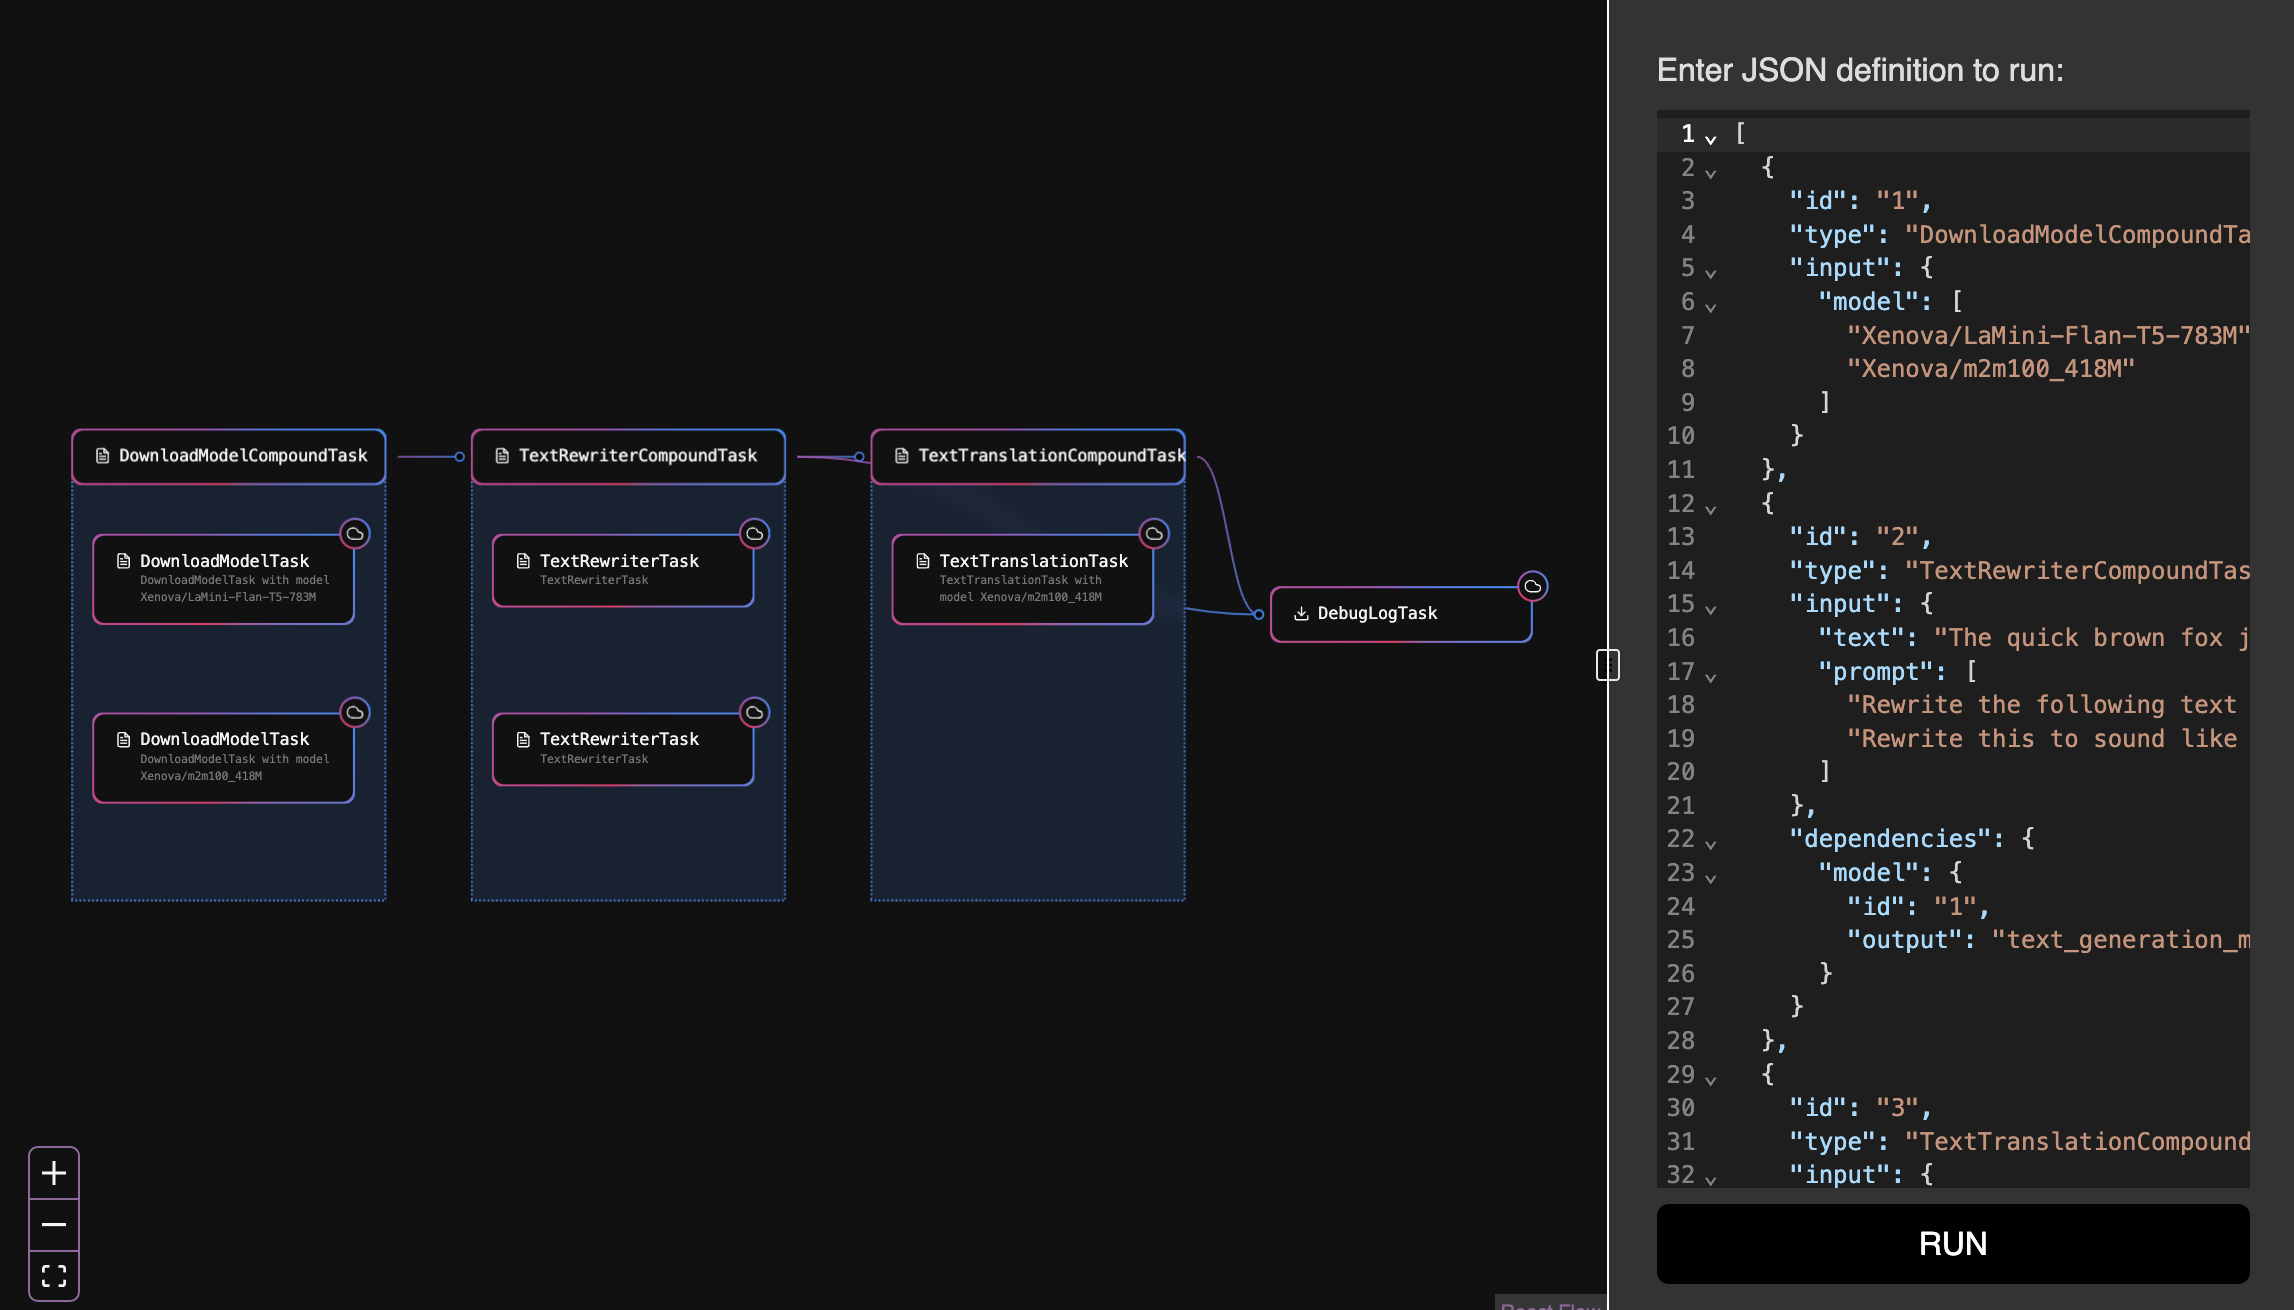 DownloadModelCompoundTask
DownloadModelTask
DownloadModelTask with model
Xenova/LaMini-Flan-T5-783M
DownloadModelTask
DownloadModelTask with model
Xenova/m2m100_418M
TextRewriterCompoundTask
TextRewriterTask
TextRewriterTask
TextRewriterTask
TextRewriterTask
TextTranslationCompoundTask
TextTranslationTask
TextTranslationTask with
model Xenova/m2m100_418M
DebugLogTask
React Flow
Enter JSON definition to run:
1 [
2 {
3 "id": "1",
4 "type": "DownloadModelCompoundTa
5 "input": {
6 "model": [
7 "Xenova/LaMini-Flan-T5-783M"
8 "Xenova/m2m100_418M"
9 ]
10 }
11 },
12 {
13 "id": "2",
14 "type": "TextRewriterCompoundTas
15 "input": {
16 "text": "The quick brown fox j
17 "prompt": [
18 "Rewrite the following text
19 "Rewrite this to sound like
20 ]
21 },
22 "dependencies": {
23 "model": {
24 "id": "1",
25 "output": "text_generation_m
26 }
27 }
28 },
29 {
30 "id": "3",
31 "type": "TextTranslationCompound
32 "input": {
RUN